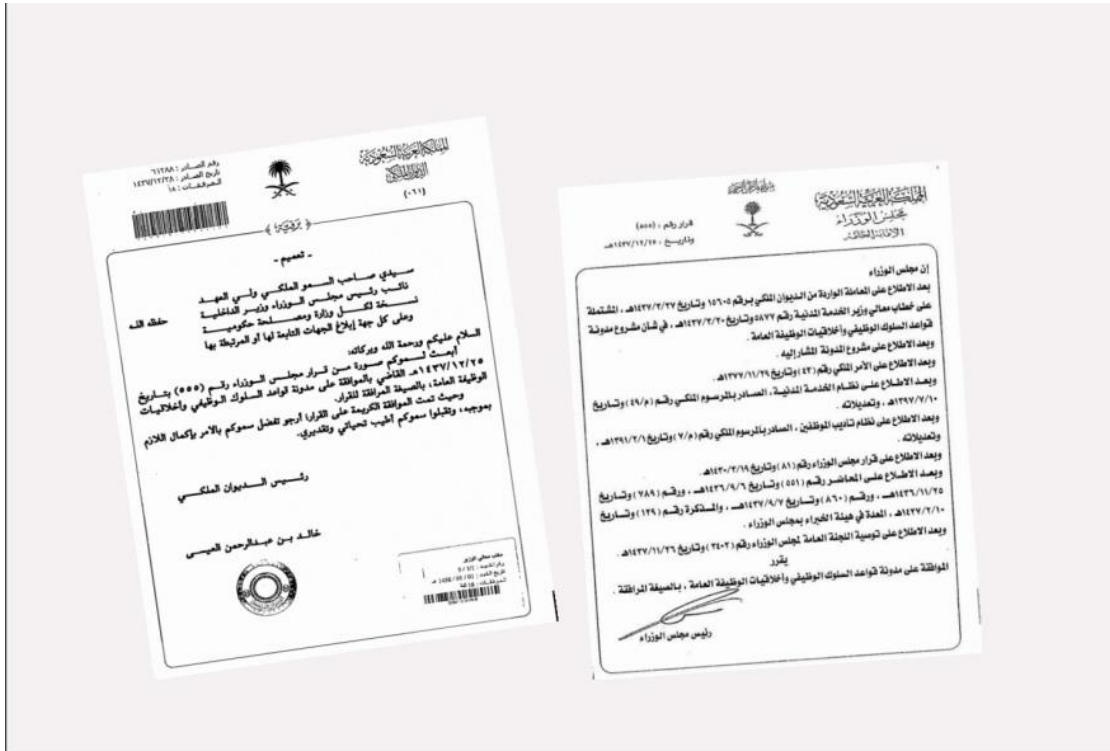 المملكة العربية السعودية
الديوان الملكي
(٠٦١)
رقم الصادر : ٦١٢٨٨
تاريخ الصادر : ١٤٣٧/١٢/٢٨
المرفقات : ١٨
برقية
- تعميم -
سيدي صاحب السمو الملكي ولي العهد
نائب رئيس مجلس الوزراء وزير الداخلية
حفظه الله
نسخة لكل وزارة ومصلحة حكومية
وعلى كل جهة إبلاغ الجهات التابعة لها أو المرتبطة بها
السلام عليكم ورحمة الله وبركاته:
أبعث لسموكم صورة من قرار مجلس الوزراء رقم (٥٥٥) بتاريخ
١٤٣٧/١٢/٢٥هـ القاضي بالموافقة على مدونة قواعد السلوك الوظيفي وأخلاقيات
الوظيفة العامة، بالصيغة المرافقة للقرار.
وحيث تمت الموافقة الكريمة على القرار؛ أرجو تفضل سموكم بالأمر بإكمال اللازم
بموجبه، وتقبلوا سموكم أطيب تحياتي وتقديري.
رئيس الديوان الملكي
خالد بن عبدالرحمن العيسى
مكتب معالي الوزير
المملكة العربية السعودية
مجلس الوزراء
الأمانة العامة
قرار رقم : (٥٥٥)
وتاريخ : ١٤٣٧/١٢/٢٥هـ
إن مجلس الوزراء
بعد الاطلاع على المعاملة الواردة من الديوان الملكي برقم ١٥٦٠٥ وتاريخ ١٤٣٧/٣/٢٧هـ ، المشتملة
على خطاب معالي وزير الخدمة المدنية رقم ٥٨٧٧ وتاريخ ١٤٣٧/٣/٢٠هـ ، في شأن مشروع مدونة
قواعد السلوك الوظيفي وأخلاقيات الوظيفة العامة .
وبعد الاطلاع على مشروع المدونة المشار إليه .
وبعد الاطلاع على الأمر الملكي رقم (٤٣) وتاريخ ١٣٧٧/١١/٢٩هـ .
وبعد الاطلاع على نظام الخدمة المدنية ، الصادر بالمرسوم الملكي رقم (م/٤٩) وتاريخ
١٣٩٧/٧/١٠هـ ، وتعديلاته .
وبعد الاطلاع على نظام تأديب الموظفين ، الصادر بالمرسوم الملكي رقم (م/٧) وتاريخ ١٣٩١/٢/١هـ ،
وتعديلاته .
وبعد الاطلاع على قرار مجلس الوزراء رقم (٨١) وتاريخ ١٤٣٠/٣/١٩هـ .
وبعد الاطلاع على المحاضر رقم (٥٥١) وتاريخ ١٤٣٦/٩/٦هـ ، ورقم (٧٨٩) وتاريخ
١٤٣٦/١١/٢٥هـ ، ورقم (٨٦٠) وتاريخ ١٤٣٧/٩/٧هـ ، والمذكرة رقم (١٣٩) وتاريخ
١٤٣٧/٢/١٠هـ ، المعدة في هيئة الخبراء بمجلس الوزراء .
وبعد الاطلاع على توصية اللجنة العامة لمجلس الوزراء رقم (٣٤٠٣) وتاريخ ١٤٣٧/١١/٢٦هـ .
يقرر
الموافقة على مدونة قواعد السلوك الوظيفي وأخلاقيات الوظيفة العامة ، بالصيغة المرافقة .
رئيس مجلس الوزراء